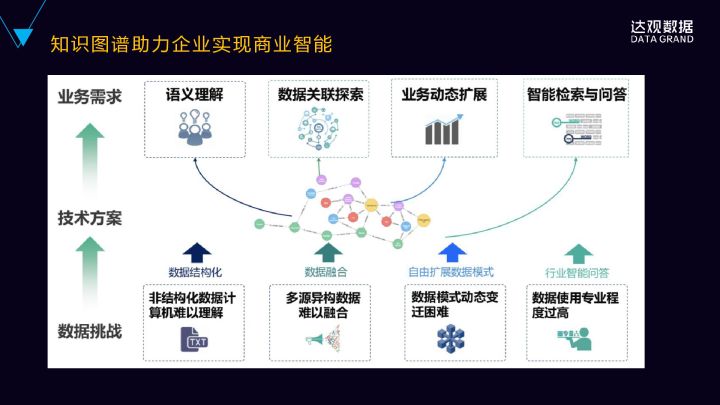 知识图谱助力企业实现商业智能
达观数据
DATA GRAND
业务需求
语义理解
数据关联探索
业务动态扩展
智能检索与问答
技术方案
数据结构化
数据融合
自由扩展数据模式
行业智能问答
数据挑战
非结构化数据计
算机难以理解
多源异构数据
难以融合
数据模式动态变
迁困难
数据使用专业程
度过高
TXT